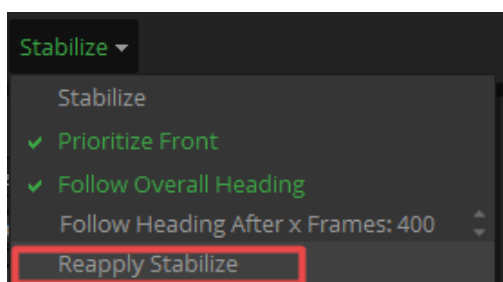 Stabilize
Stabilize
Prioritize Front
Follow Overall Heading
Follow Heading After x Frames: 400
Reapply Stabilize